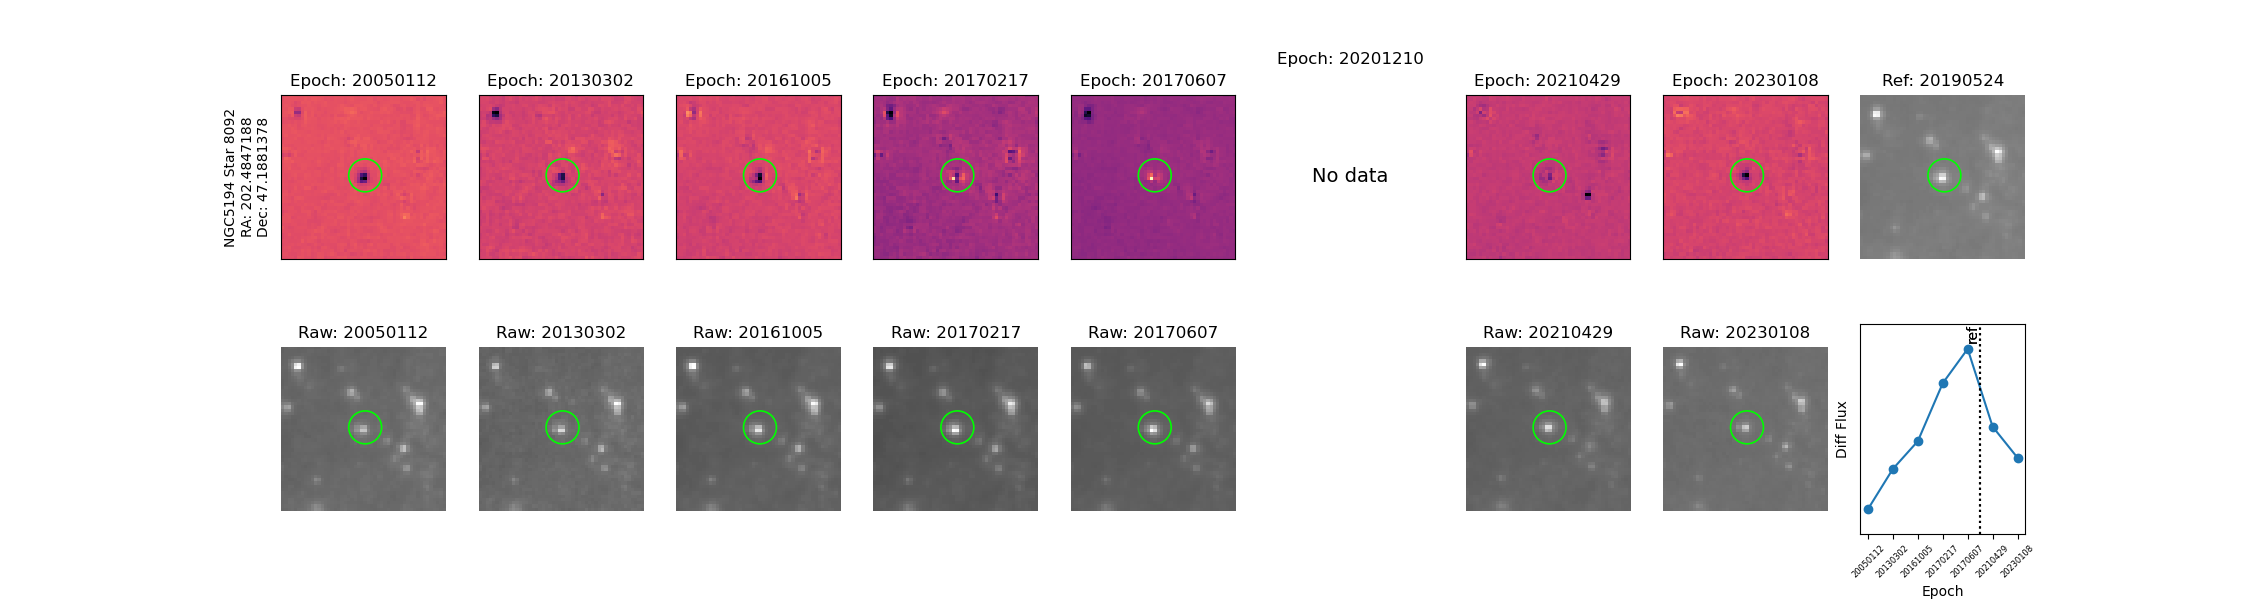 Epoch: 20201210
Epoch: 20050112
Epoch: 20130302
Epoch: 20161005
Epoch: 20170217
Epoch: 20170607
Epoch: 20210429
Epoch: 20230108
Ref: 20190524
NGC5194 Star 8092
RA: 202.4847188
Dec: 47.1881378
No data
Raw: 20050112
Raw: 20130302
Raw: 20161005
Raw: 20170217
Raw: 20170607
Raw: 20210429
Raw: 20230108
ref
Diff Flux
20050112
20130302
20161005
20170217
20170607
20210429
20230108
Epoch